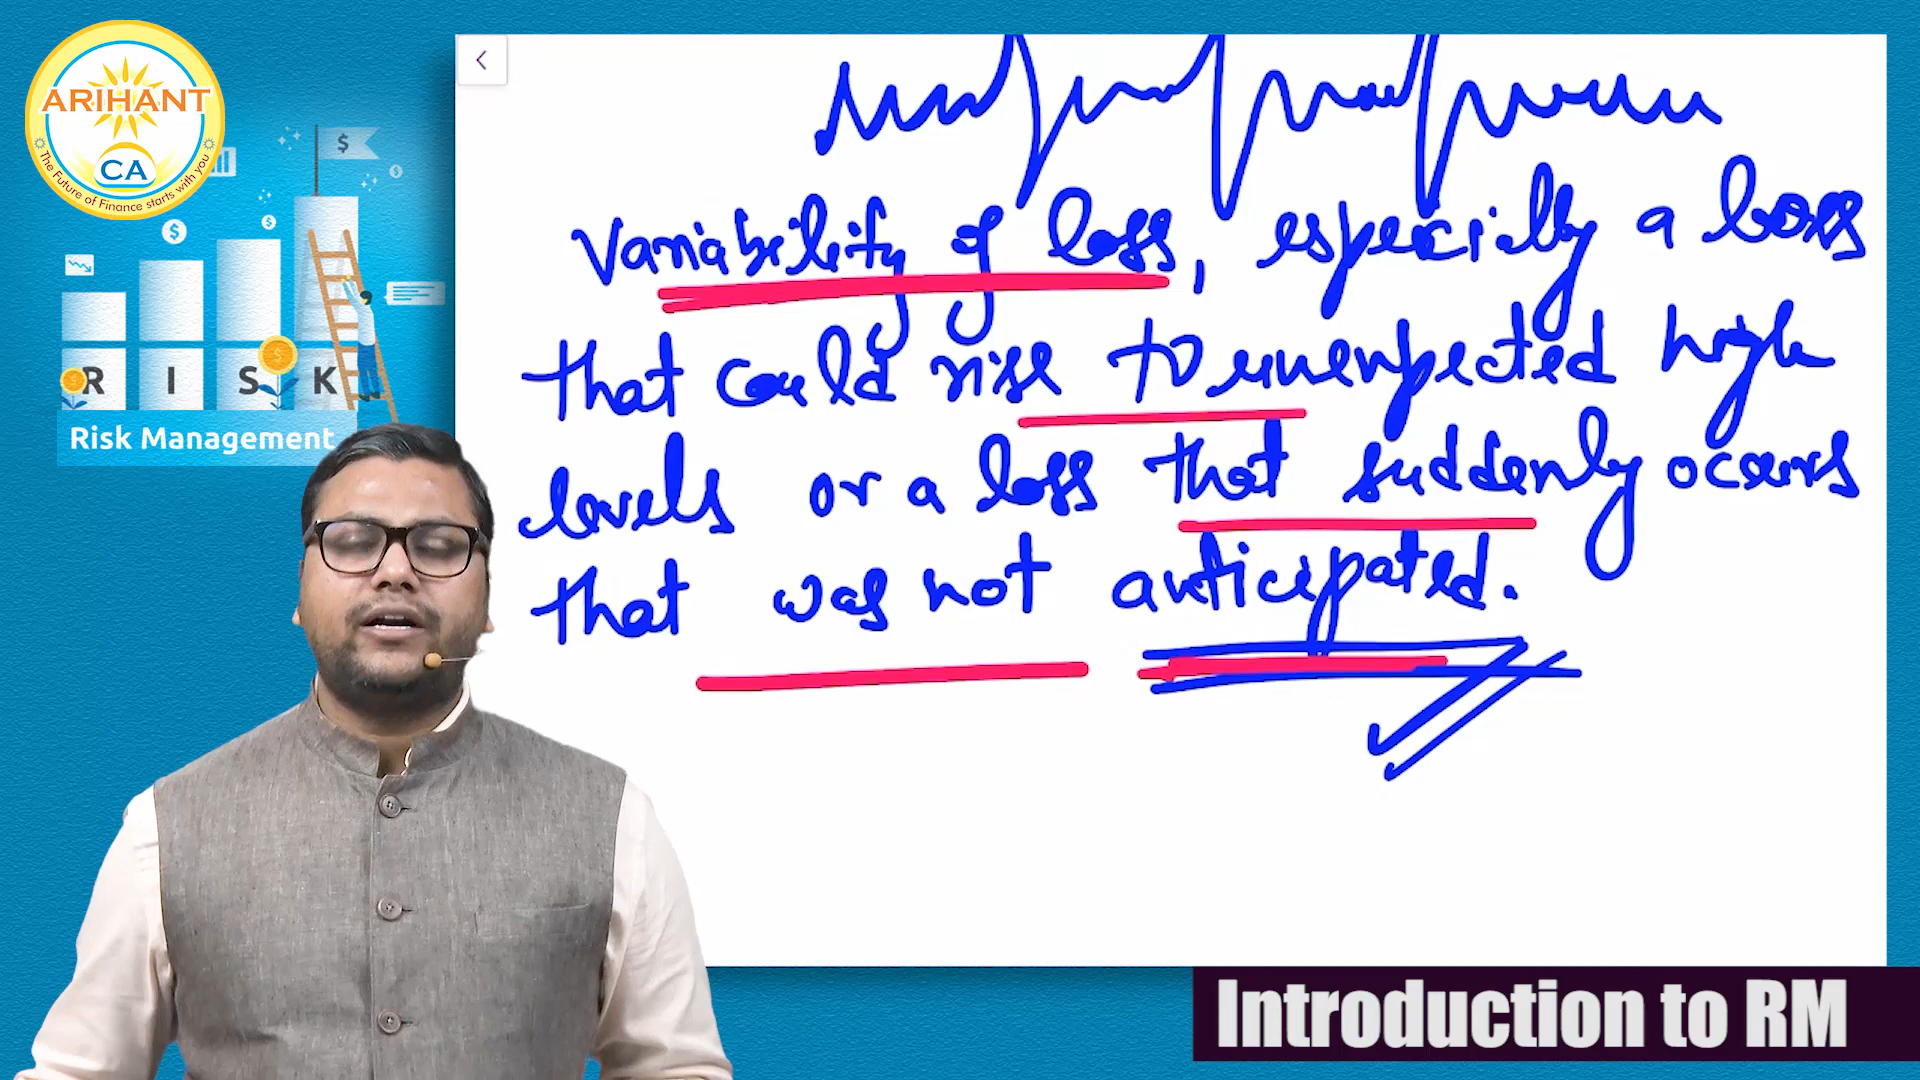 ARIHANT
CA
The Future of Finance starts with you
$
$
$
$
R I S K
Risk Management
variability of loss, especially a loss
that could rise to unexpected high
levels or a loss that suddenly occurs
that was not anticipated.
Introduction to RM